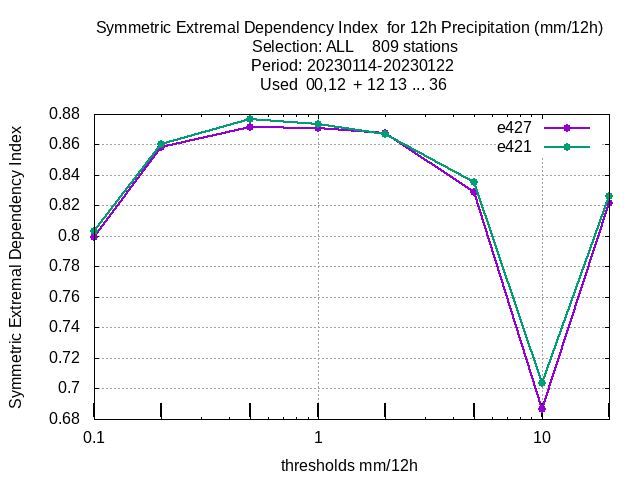 Symmetric Extremal Dependency Index  for 12h Precipitation (mm/12h)
Selection: ALL    809 stations
Period: 20230114-20230122
Used  00,12  + 12 13 ... 36
Symmetric Extremal Dependency Index
0.88
0.86
0.84
0.82
0.8
0.78
0.76
0.74
0.72
0.7
0.68
e427
e421
0.1
1
10
thresholds mm/12h